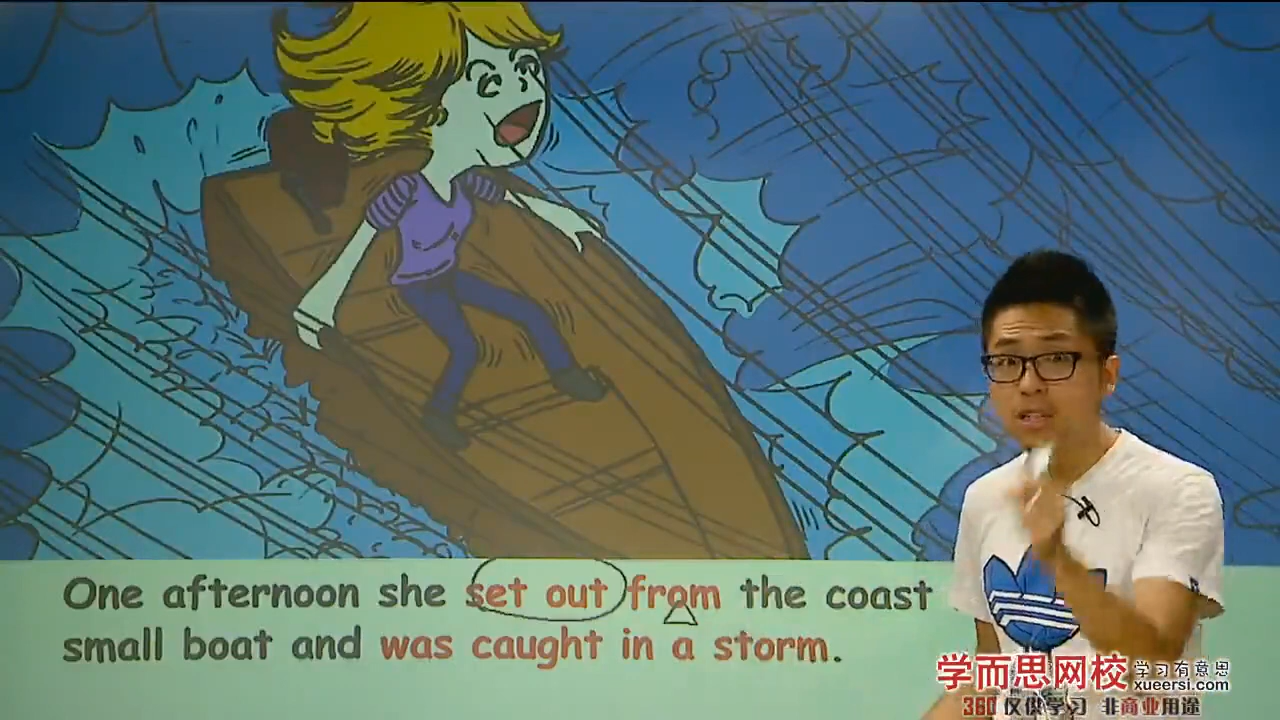 One afternoon she set out from the coast
small boat and was caught in a storm.
学而思网校 学习有意思
xueersi.com
360 仅供学习 非商业用途